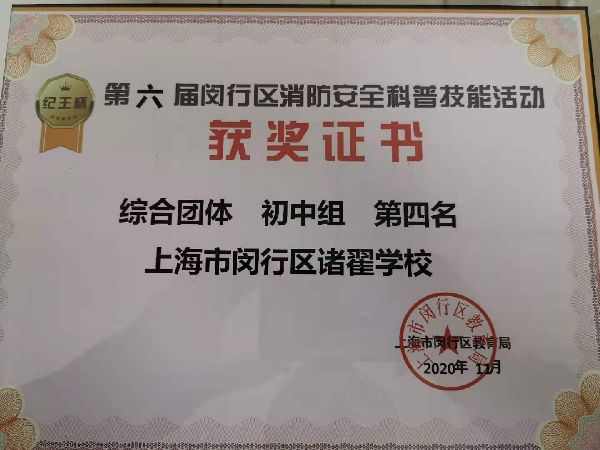 纪王杯
第六届闵行区消防安全科普技能活动
获奖证书
综合团体 初中组 第四名
上海市闵行区诸翟学校
上海市闵行区教育局
上海市闵行区教育局
2020年 11月